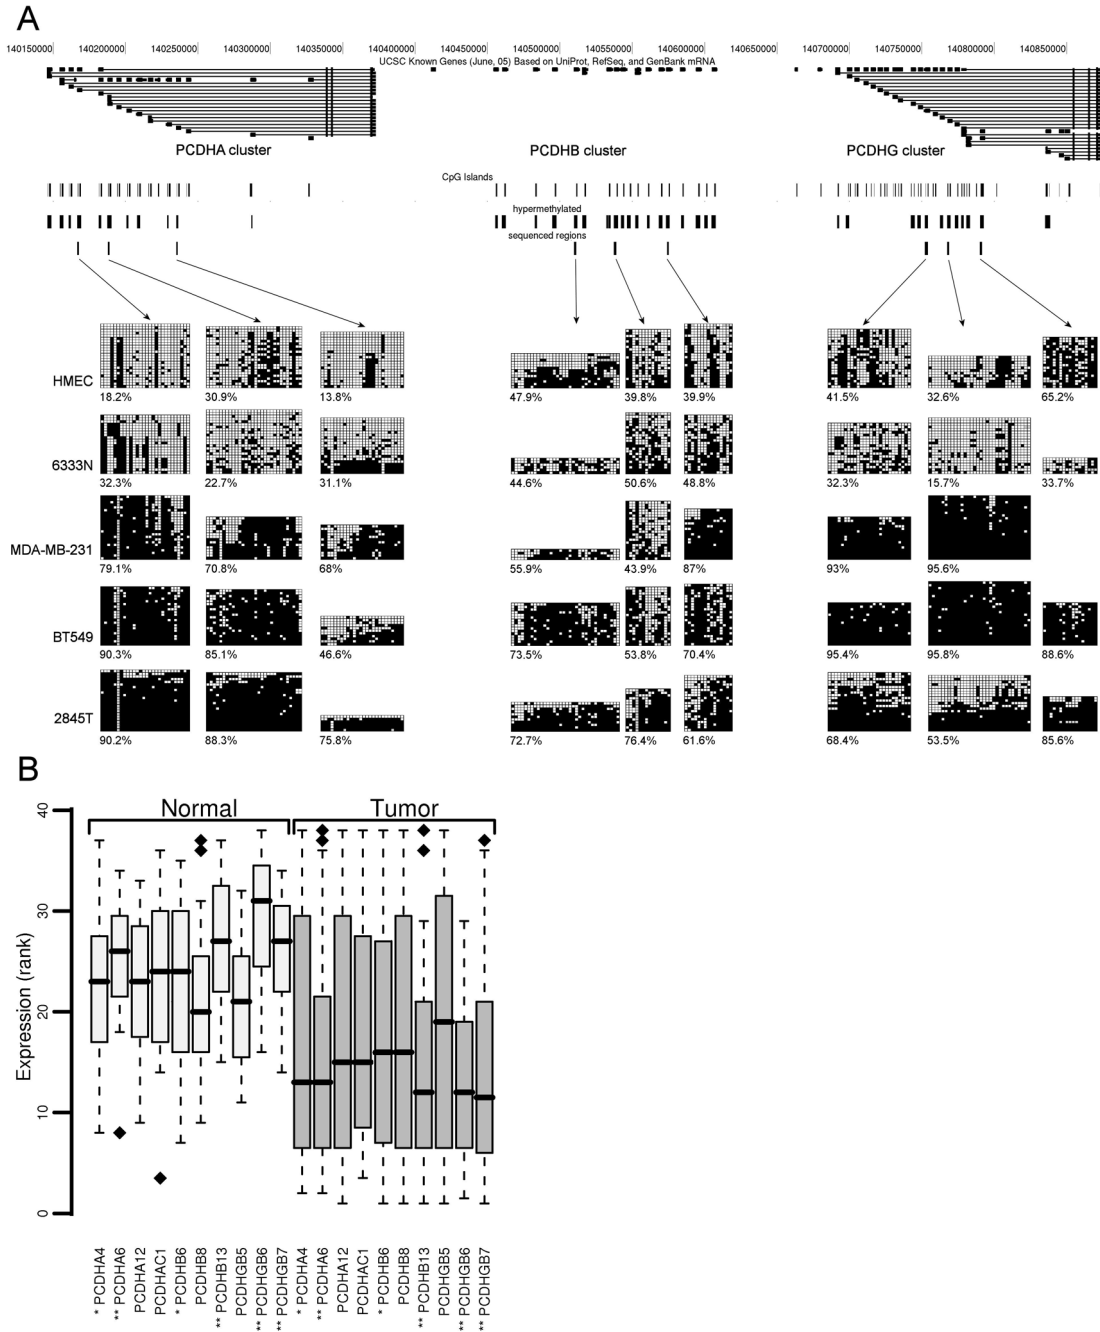 A
140150000 140200000 140250000 140300000 140350000 140400000 140450000 140500000 140550000 140600000 140650000 140700000 140750000 140800000 140850000
UCSC Known Genes (June, 05) Based on UniProt, RefSeq, and GenBank mRNA
PCDHA cluster PCDHB cluster PCDHG cluster
CpG Islands
hypermethylated
sequenced regions
HMEC
18.2% 30.9% 13.8% 47.9% 39.8% 39.9% 41.5% 32.6% 65.2%
6333N
32.3% 22.7% 31.1% 44.6% 50.6% 48.8% 32.3% 15.7% 33.7%
MDA-MB-231
79.1% 70.8% 68% 55.9% 43.9% 87% 93% 95.6%
BT549
90.3% 85.1% 46.6% 73.5% 53.8% 70.4% 95.4% 95.8% 88.6%
2845T
90.2% 88.3% 75.8% 72.7% 76.4% 61.6% 68.4% 53.5% 85.6%
B
Normal Tumor
Expression (rank)
40
30
20
10
0
* PCDHA4
** PCDHA6
PCDHA12
PCDHAC1
* PCDHB6
PCDHB8
** PCDHB13
PCDHGB5
** PCDHGB6
** PCDHGB7
* PCDHA4
** PCDHA6
PCDHA12
PCDHAC1
* PCDHB6
PCDHB8
** PCDHB13
PCDHGB5
** PCDHGB6
** PCDHGB7